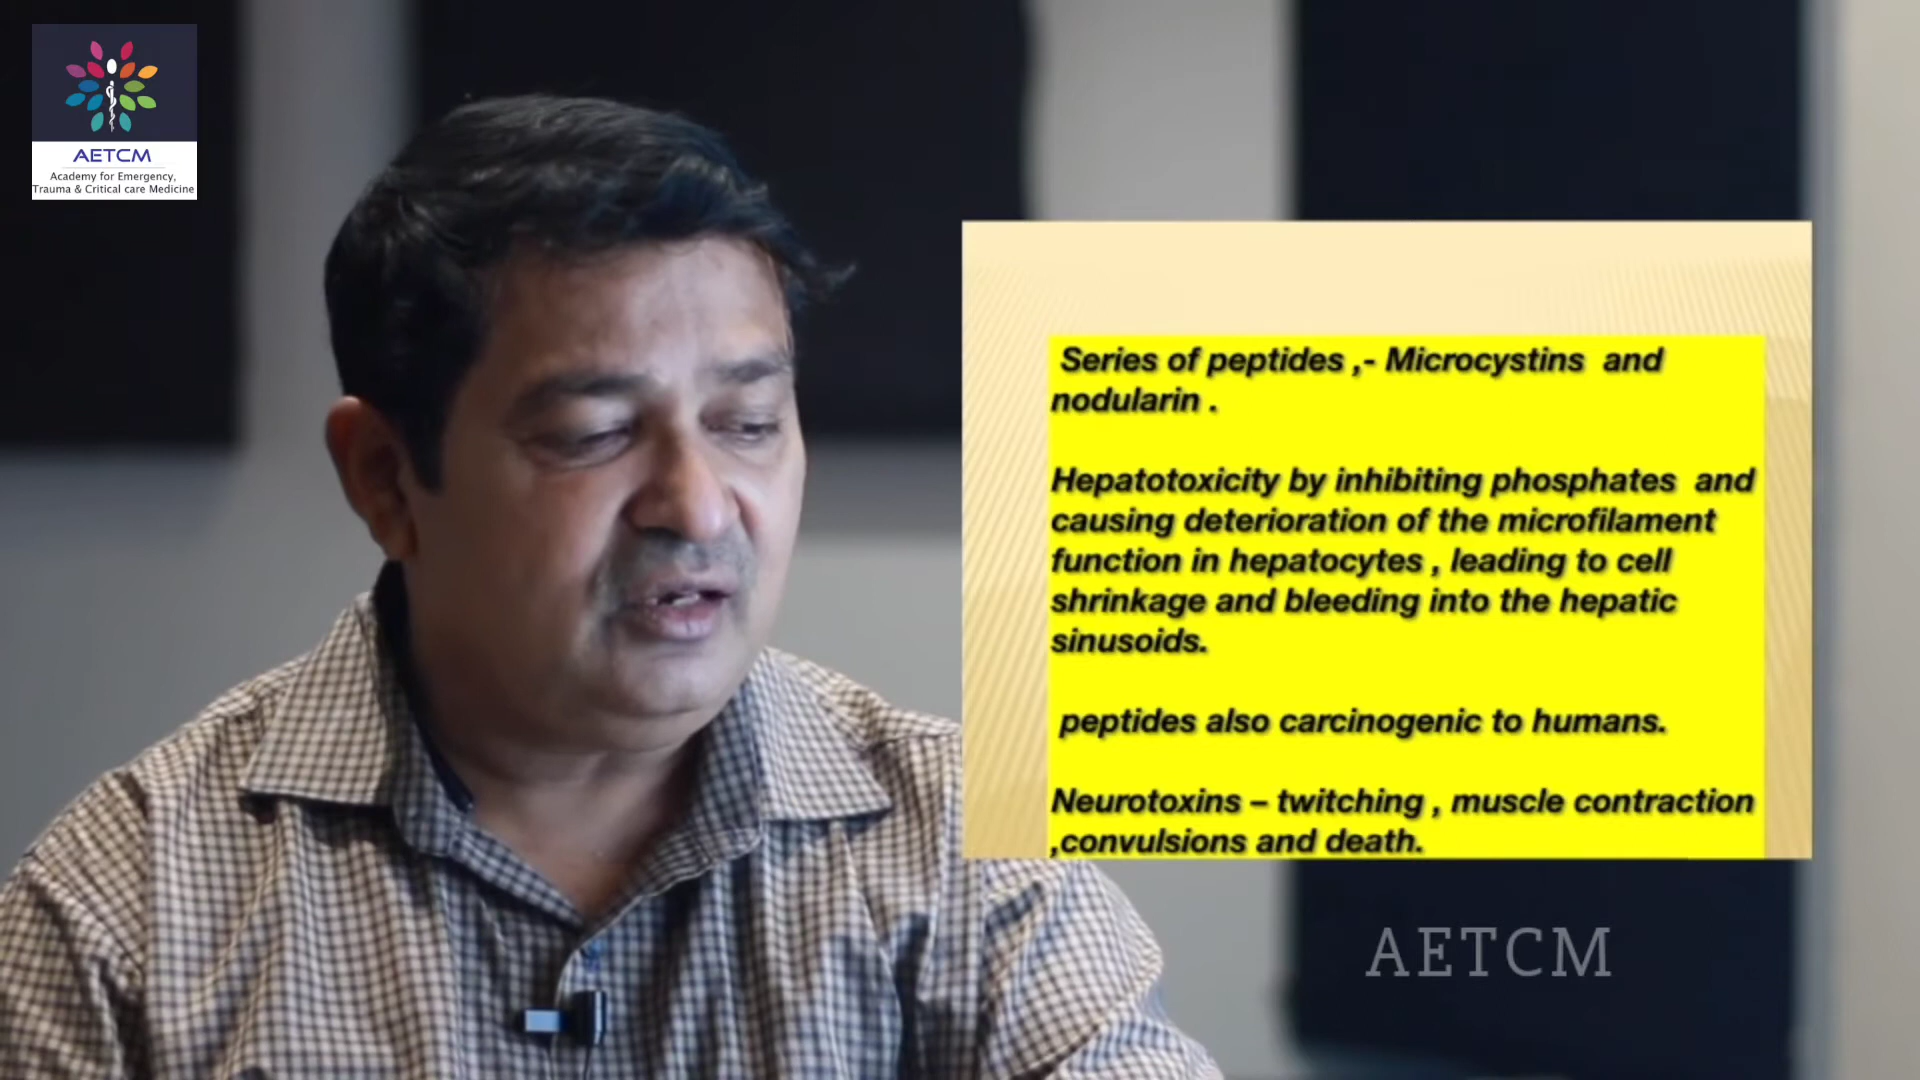 AETCM
Academy for Emergency,
Trauma & Critical care Medicine
Series of peptides ,- Microcystins and
nodularin .
Hepatotoxicity by inhibiting phosphates and
causing deterioration of the microfilament
function in hepatocytes , leading to cell
shrinkage and bleeding into the hepatic
sinusoids.
peptides also carcinogenic to humans.
Neurotoxins – twitching , muscle contraction
,convulsions and death.
AETCM